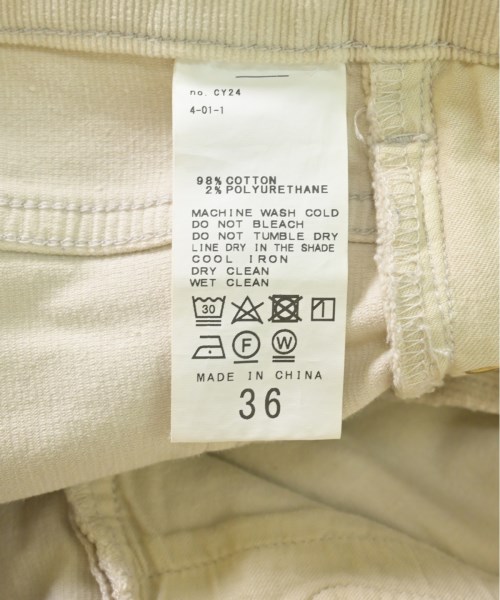 no. CY24
4-01-1
98% COTTON
2% POLYURETHANE
MACHINE WASH COLD
DO NOT BLEACH
DO NOT TUMBLE DRY
LINE DRY IN THE SHADE
COOL IRON
DRY CLEAN
WET CLEAN
30
F W
MADE IN CHINA
36